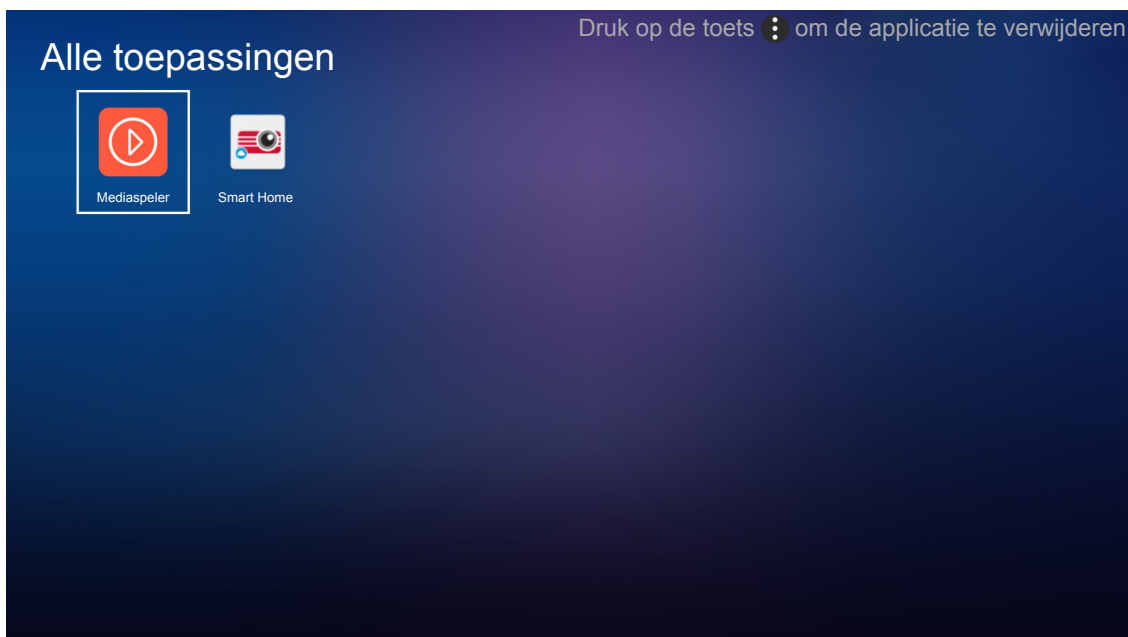 Druk op de toets om de applicatie te verwijderen
Alle toepassingen
Mediaspeler
Smart Home